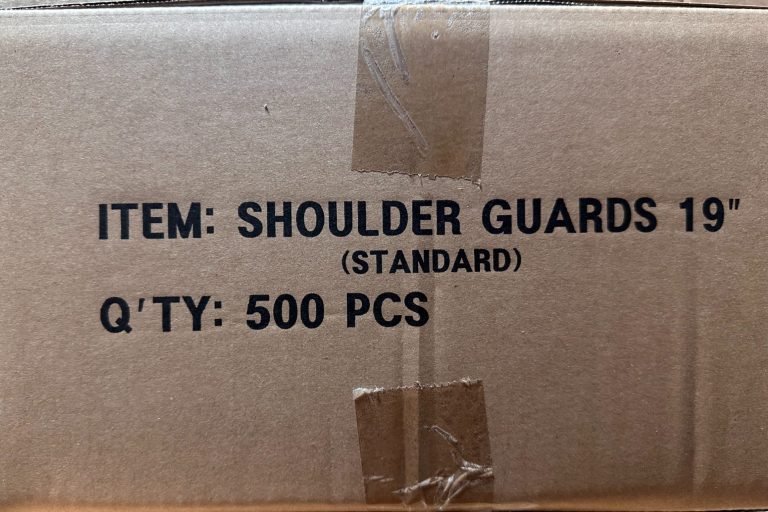 ITEM: SHOULDER GUARDS 19"
(STANDARD)
Q'TY: 500 PCS